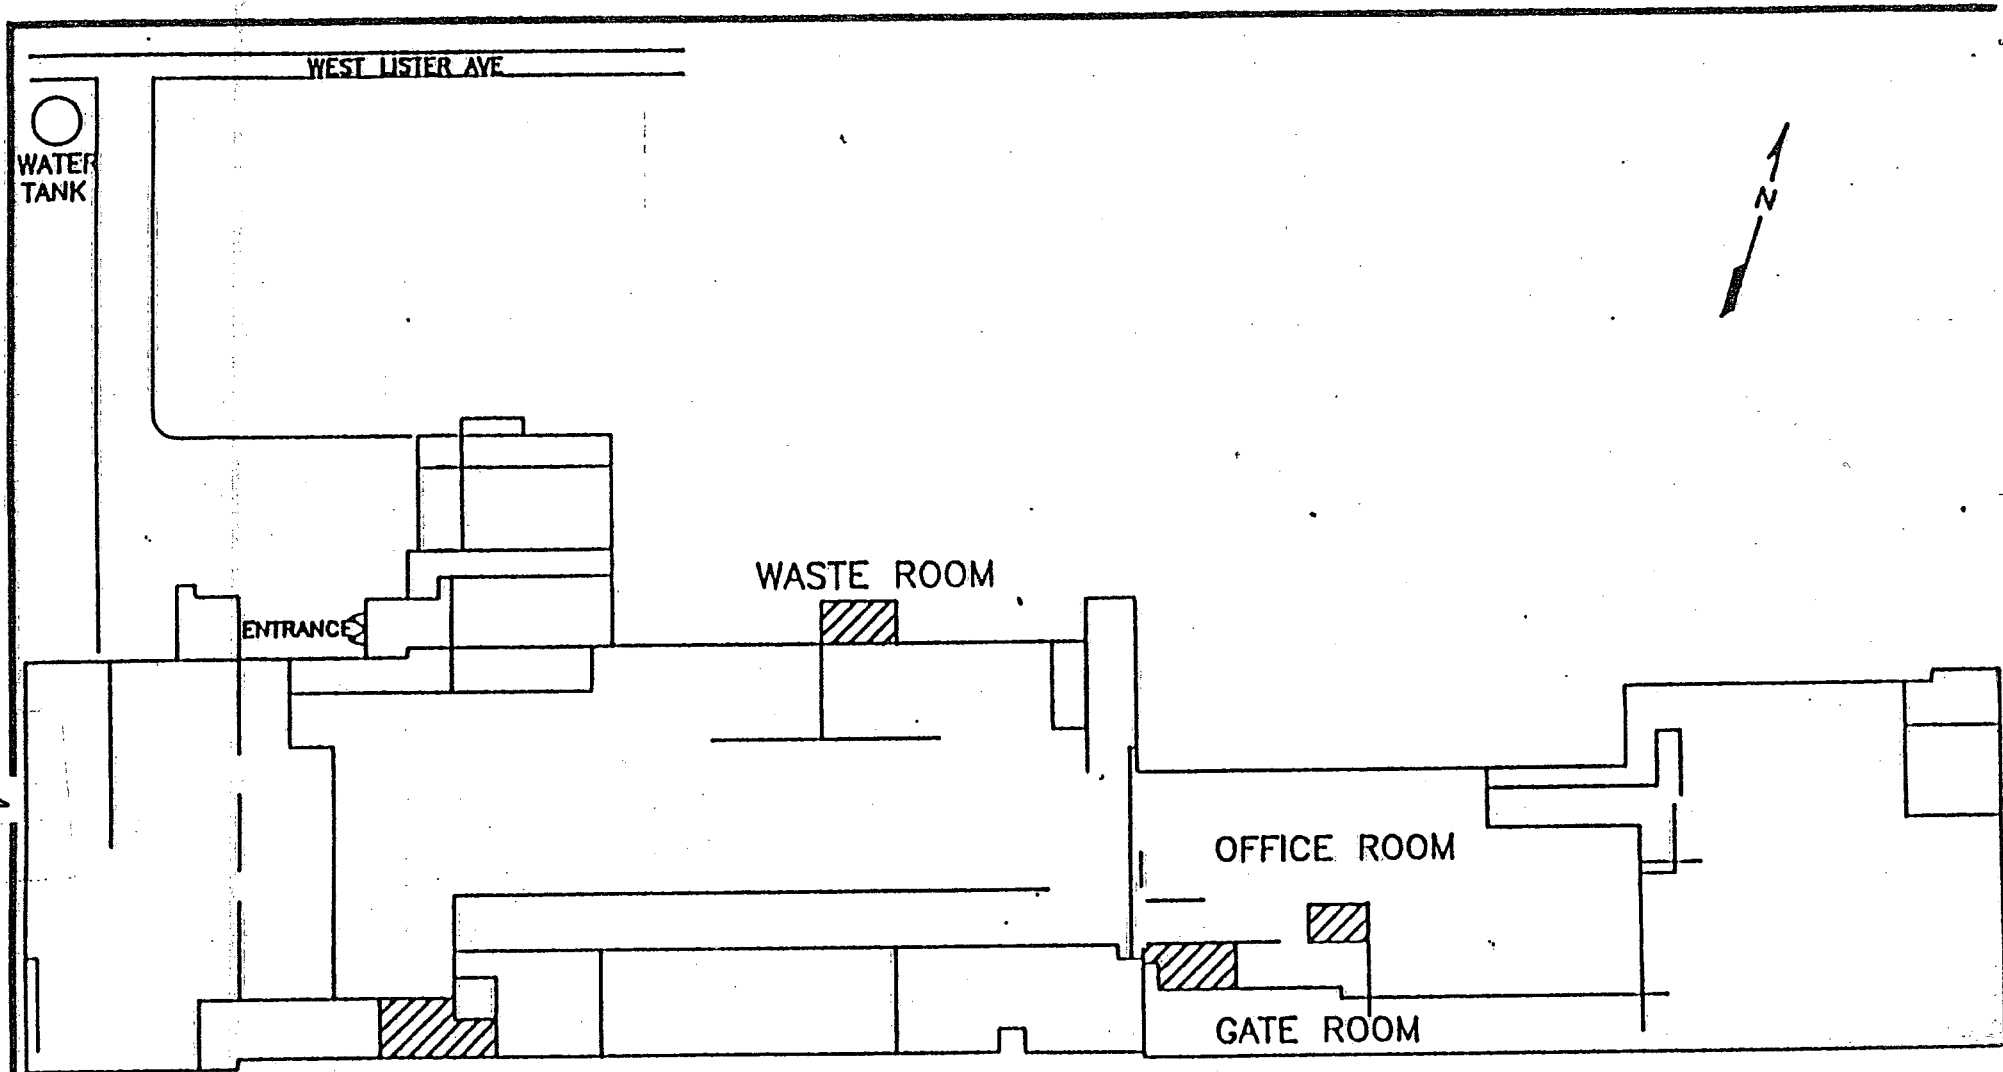 WEST LISTER AVE
WATER
TANK
N
WASTE ROOM
ENTRANCE
OFFICE ROOM
GATE ROOM